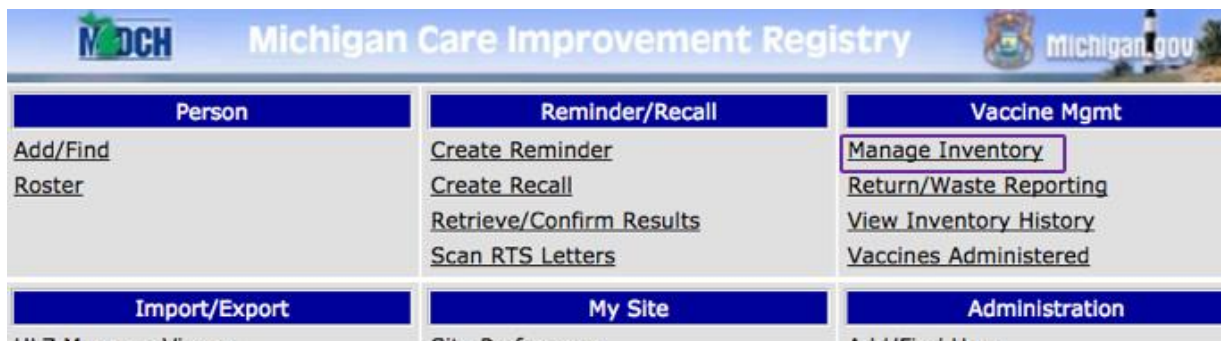 MDCH Michigan Care Improvement Registry Michigan.gov
Person Reminder/Recall Vaccine Mgmt
Add/Find Create Reminder Manage Inventory
Roster Create Recall Return/Waste Reporting
Retrieve/Confirm Results View Inventory History
Scan RTS Letters Vaccines Administered
Import/Export My Site Administration